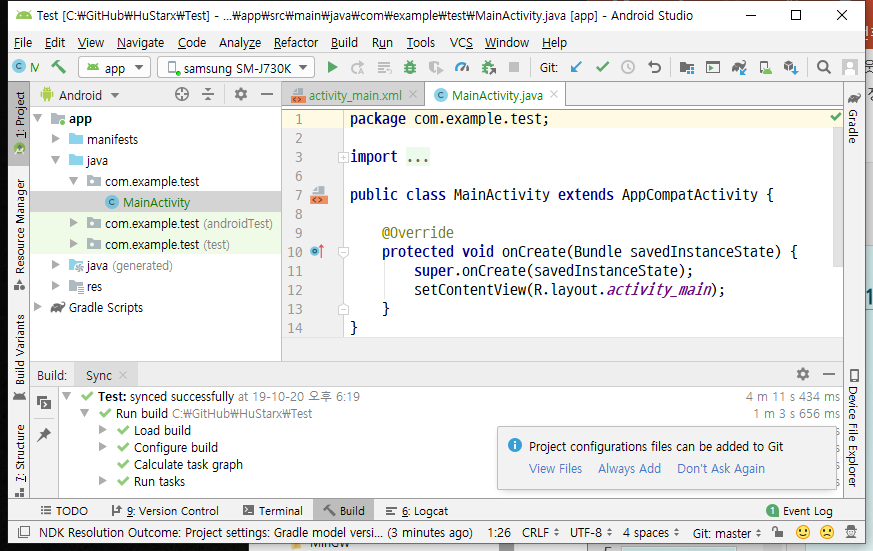 Test [C:₩GitHub₩HuStarx₩Test] - ...₩app₩src₩main₩java₩com₩example₩test₩MainActivity.java [app] - Android Studio
File Edit View Navigate Code Analyze Refactor Build Run Tools VCS Window Help
M app samsung SM-J730K Git:
1: Project
Resource Manager
Build Variants
7: Structure
Android
app
manifests
java
com.example.test
MainActivity
com.example.test (androidTest)
com.example.test (test)
java (generated)
res
Gradle Scripts
activity_main.xml MainActivity.java
1 package com.example.test;
2
3 import ...
6
7 public class MainActivity extends AppCompatActivity {
8
9 @Override
10 protected void onCreate(Bundle savedInstanceState) {
11 super.onCreate(savedInstanceState);
12 setContentView(R.layout.activity_main);
13 }
14 }
Gradle
Device File Explorer
Build: Sync
Test: synced successfully at 19-10-20 오후 6:19 4 m 11 s 434 ms
Run build C:₩GitHub₩HuStarx₩Test 1 m 3 s 656 ms
Load build
Configure build
Calculate task graph
Run tasks
Project configurations files can be added to Git
View Files Always Add Don't Ask Again
TODO 9: Version Control Terminal Build 6: Logcat 1 Event Log
NDK Resolution Outcome: Project settings: Gradle model versi... (3 minutes ago) 1:26 CRLF UTF-8 4 spaces Git: master